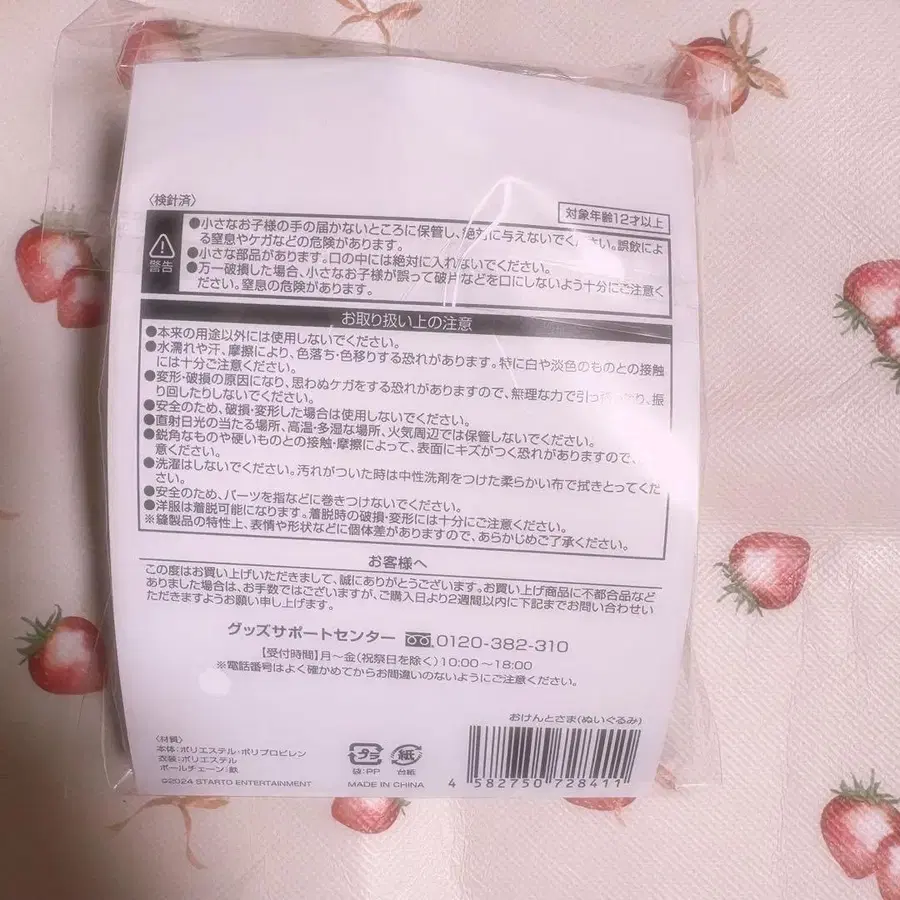 〈検針済〉
対象年齢12才以上
警告
●小さなお子様の手の届かないところに保管し、絶対に与えないでください。誤飲によ
る窒息やケガなどの危険があります。
●小さな部品があります。口の中には絶対に入れないでください。
●万一破損した場合、小さなお子様が誤って破片などを口にしないよう十分にご注意く
ださい。窒息の危険があります。
お取り扱い上の注意
●本来の用途以外には使用しないでください。
●水濡れや汗、摩擦により、色落ち・色移りする恐れがあります。特に白や淡色のものとの接触
には十分ご注意ください。
●変形・破損の原因になり、思わぬケガをする恐れがありますので、無理な力で引っ張ったり、振
り回したりしないでください。
●安全のため、破損・変形した場合は使用しないでください。
●直射日光の当たる場所、高温・多湿な場所、火気周辺では保管しないでください。
●鋭角なものや硬いものとの接触・摩擦によって、表面にキズがつく恐れがありますので、
意ください。
●洗濯はしないでください。汚れがついた時は中性洗剤をつけた柔らかい布で拭きとってくだ
さい。
●安全のため、パーツを指などに巻きつけないでください。
●洋服は着脱可能になります。着脱時の破損・変形には十分にご注意ください。
※縫製品の特性上、表情や形状などに個体差がありますので、あらかじめご了承ください。
お客様へ
この度はお買い上げいただきまして、誠にありがとうございます。お買い上げ商品に不都合など
ありました場合は、お手数ではございますが、ご購入日より2週間以内に下記までお問い合わせい
ただきますようお願い申し上げます。
グッズサポートセンター 0120-382-310
【受付時間】月～金(祝祭日を除く)10:00～18:00
※電話番号はよく確かめてからお間違いのないようにご注意ください。
おけんとさま(ぬいぐるみ)
〈材質〉
本体:ポリエステル・ポリプロピレン
衣装:ポリエステル
ボールチェーン:鉄
©2024 STARTO ENTERTAINMENT
プラ
袋:PP
紙
台紙
MADE IN CHINA
4 582750 728411